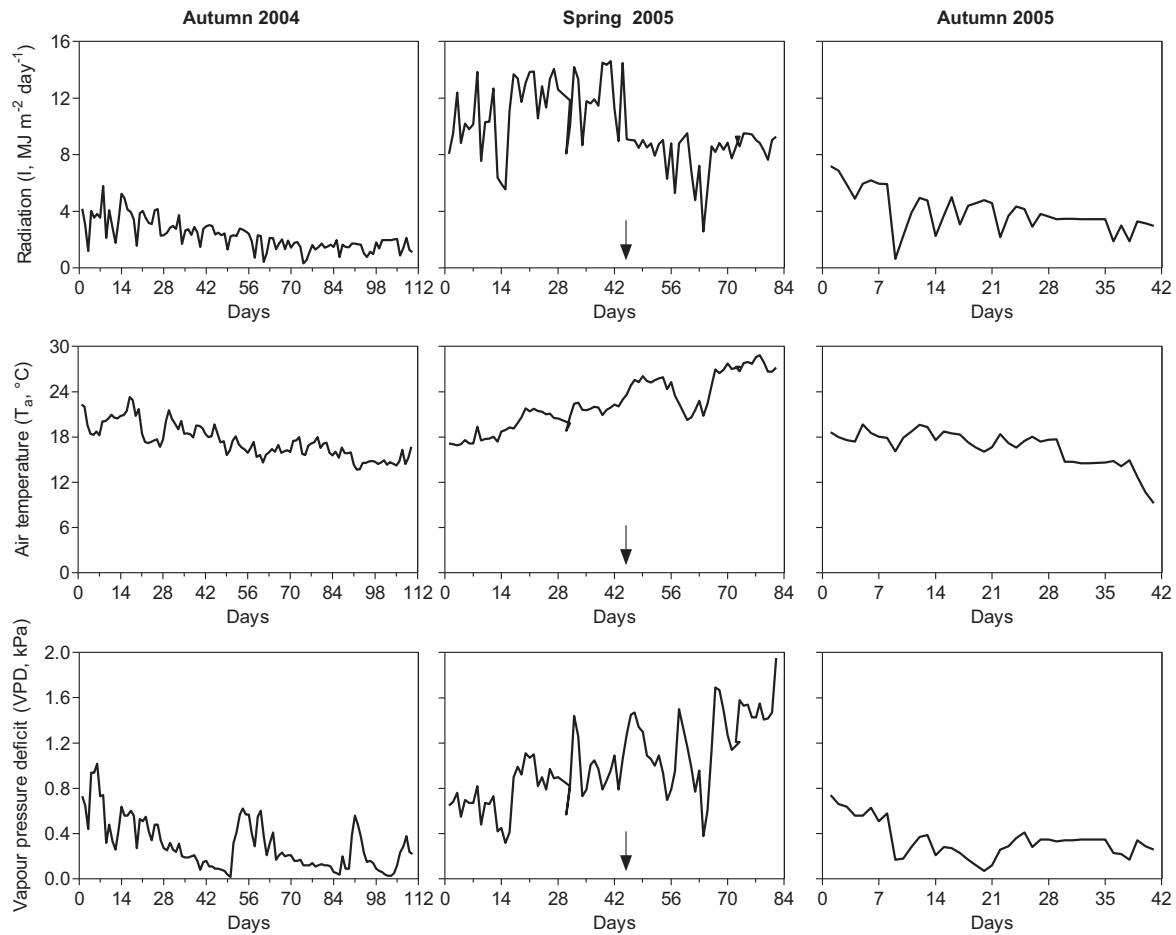 Autumn 2004 Spring 2005 Autumn 2005
Radiation (I, MJ m⁻² day⁻¹)
16
12
8
4
0
0 14 28 42 56 70 84 98 112 0 14 28 42 56 70 84 0 7 14 21 28 35 42
Days Days Days
Air temperature (Tₐ, °C)
30
24
18
12
6
0
0 14 28 42 56 70 84 98 112 0 14 28 42 56 70 84 0 7 14 21 28 35 42
Days Days Days
Vapour pressure deficit (VPD, kPa)
2.0
1.6
1.2
0.8
0.4
0.0
0 14 28 42 56 70 84 98 112 0 14 28 42 56 70 84 0 7 14 21 28 35 42
Days Days Days